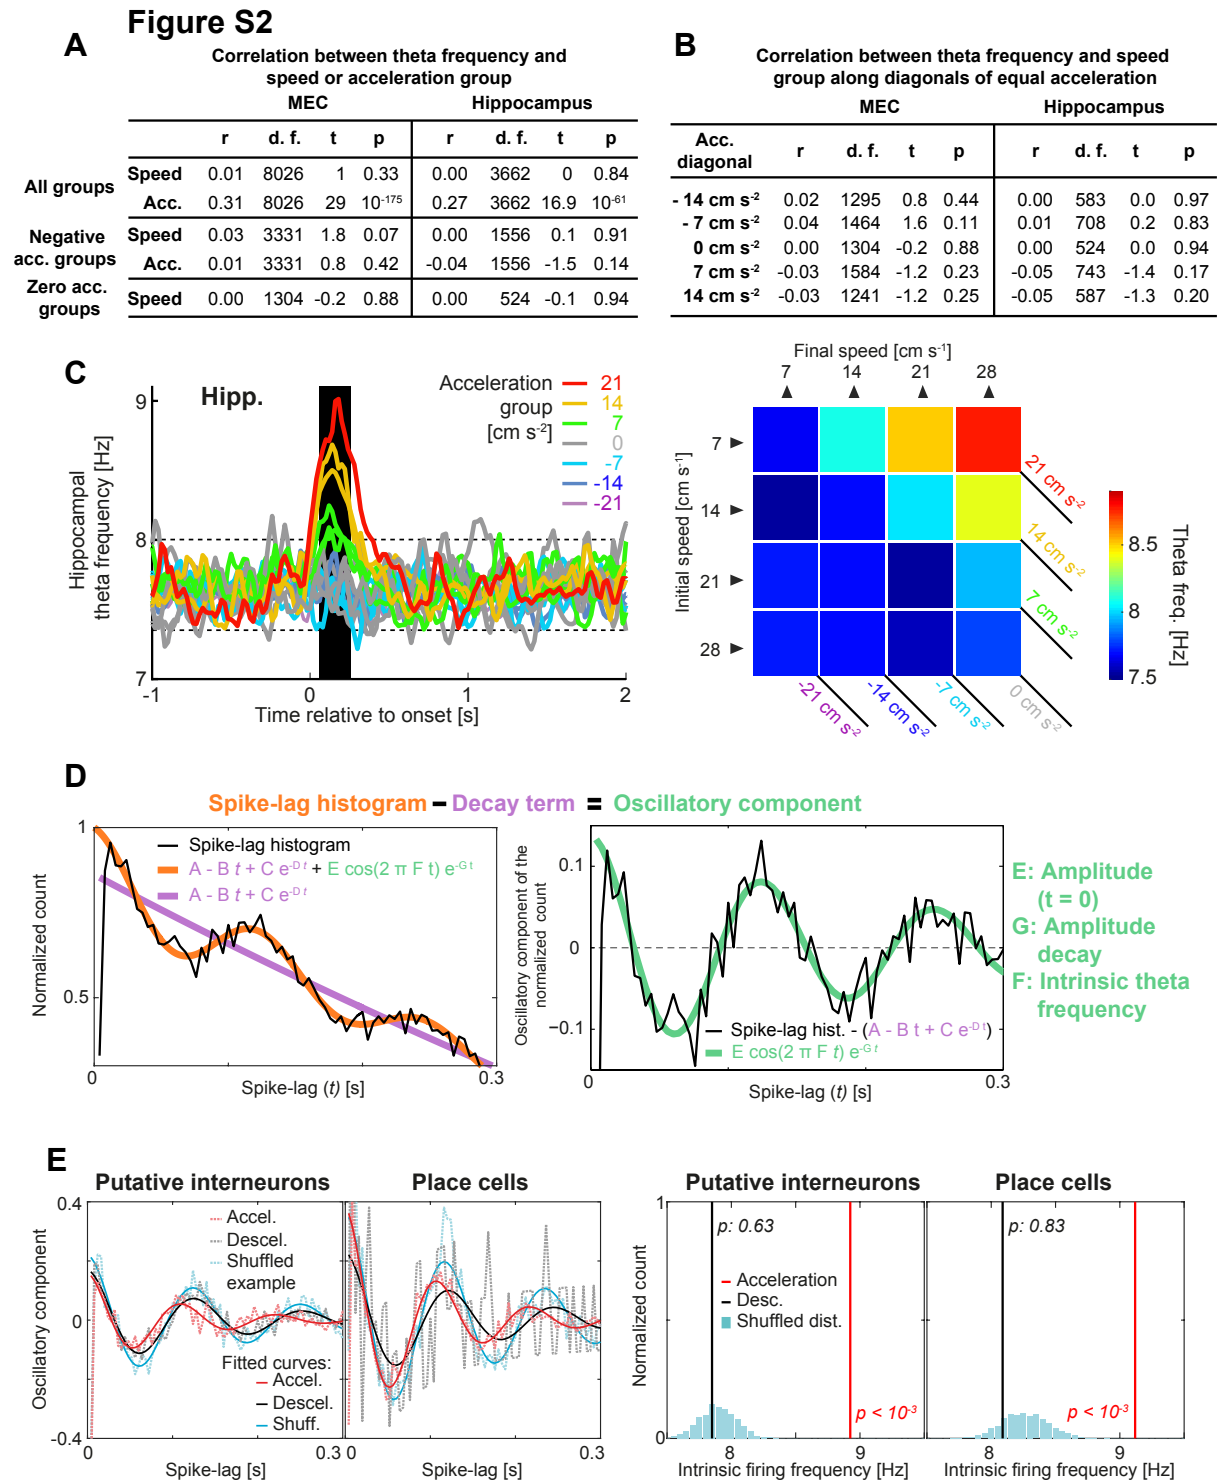 Figure S2
A
Correlation between theta frequency and
speed or acceleration group
MEC Hippocampus
r d. f. t p r d. f. t p
All groups Speed 0.01 8026 1 0.33 0.00 3662 0 0.84
Acc. 0.31 8026 29 10⁻¹⁷⁵ 0.27 3662 16.9 10⁻⁶¹
Negative acc. groups Speed 0.03 3331 1.8 0.07 0.00 1556 0.1 0.91
Acc. 0.01 3331 0.8 0.42 -0.04 1556 -1.5 0.14
Zero acc. groups Speed 0.00 1304 -0.2 0.88 0.00 524 -0.1 0.94
B
Correlation between theta frequency and speed
group along diagonals of equal acceleration
MEC Hippocampus
Acc. diagonal r d. f. t p r d. f. t p
- 14 cm s⁻² 0.02 1295 0.8 0.44 0.00 583 0.0 0.97
- 7 cm s⁻² 0.04 1464 1.6 0.11 0.01 708 0.2 0.83
0 cm s⁻² 0.00 1304 -0.2 0.88 0.00 524 0.0 0.94
7 cm s⁻² -0.03 1584 -1.2 0.23 -0.05 743 -1.4 0.17
14 cm s⁻² -0.03 1241 -1.2 0.25 -0.05 587 -1.3 0.20
C
Hipp.
Acceleration
group
[cm s⁻²]
21
14
7
0
-7
-14
-21
Hippocampal
theta frequency [Hz]
9
8
7
-1 0 1 2
Time relative to onset [s]
Final speed [cm s⁻¹]
7 14 21 28
Initial speed [cm s⁻¹]
7
14
21
28
21 cm s⁻²
14 cm s⁻²
7 cm s⁻²
0 cm s⁻²
-7 cm s⁻²
-14 cm s⁻²
-21 cm s⁻²
8.5
8
7.5
Theta freq. [Hz]
D
Spike-lag histogram - Decay term = Oscillatory component
Normalized count
1
0.5
Spike-lag histogram
A - B t + C e⁻ᴰ ᵗ + E cos(2 π F t) e⁻ᴳ ᵗ
A - B t + C e⁻ᴰ ᵗ
0 0.3
Spike-lag (t) [s]
Oscillatory component of the
normalized count
0.1
0
−0.1
Spike-lag hist. - (A - B t + C e⁻ᴰ ᵗ)
E cos(2 π F t) e⁻ᴳ ᵗ
0 0.3
Spike-lag (t) [s]
E: Amplitude
(t = 0)
G: Amplitude
decay
F: Intrinsic theta
frequency
E
Putative interneurons Place cells
Oscillatory component
0.4
0
-0.4
Accel.
Descel.
Shuffled
example
Fitted curves:
Accel.
Descel.
Shuff.
0 0.3 0.3
Spike-lag [s] Spike-lag [s]
Putative interneurons Place cells
Normalized count
1
0
p: 0.63
p: 0.83
Acceleration
Desc.
Shuffled dist.
p < 10⁻³
p < 10⁻³
8 9 8 9
Intrinsic firing frequency [Hz] Intrinsic firing frequency [Hz]